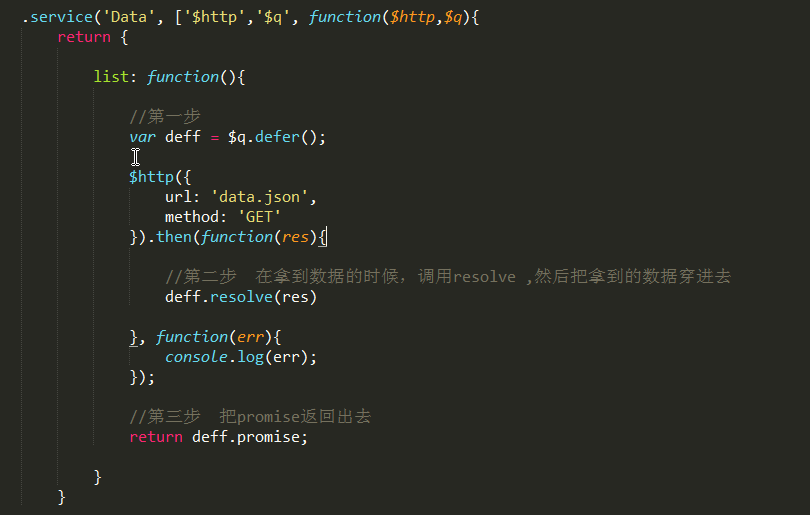 .service('Data', ['$http','$q', function($http,$q){
return {
list: function(){
//第一步
var deff = $q.defer();
$http({
url: 'data.json',
method: 'GET'
}).then(function(res){
//第二步 在拿到数据的时候，调用resolve ,然后把拿到的数据穿进去
deff.resolve(res)
}, function(err){
console.log(err);
});
//第三步 把promise返回出去
return deff.promise;
}
}